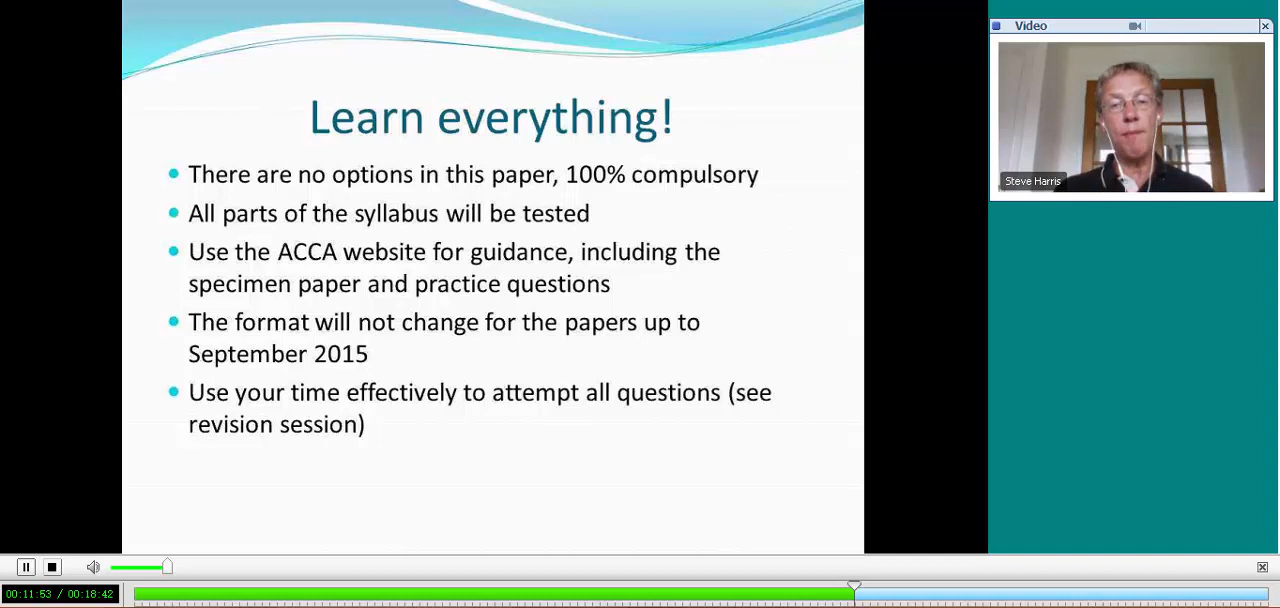 Learn everything!
There are no options in this paper, 100% compulsory
All parts of the syllabus will be tested
Use the ACCA website for guidance, including the
specimen paper and practice questions
The format will not change for the papers up to
September 2015
Use your time effectively to attempt all questions (see
revision session)
Video
Steve Harris
00:11:53 / 00:18:42